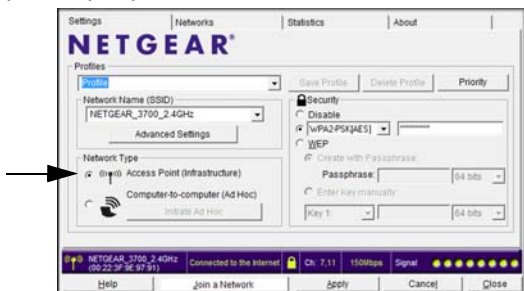 Settings Networks Statistics About
NETGEAR®
Profiles
Profile Save Profile Delete Profile Priority
Network Name (SSID)
NETGEAR_3700_2.4GHz
Advanced Settings
Security
Disable
WPA2-PSK[AES] **********
WEP
Create with Passphrase
Passphrase: 64 bits
Enter Key manually:
Key 1: 64 bits
Network Type
Access Point (Infrastructure)
Computer-to-computer (Ad Hoc)
Initiate Ad Hoc
NETGEAR_3700_2.4GHz
(00:22:3F:9E:97:91) Connected to the Internet Ch: 7,11 150Mbps Signal
Help Join a Network Apply Cancel Close